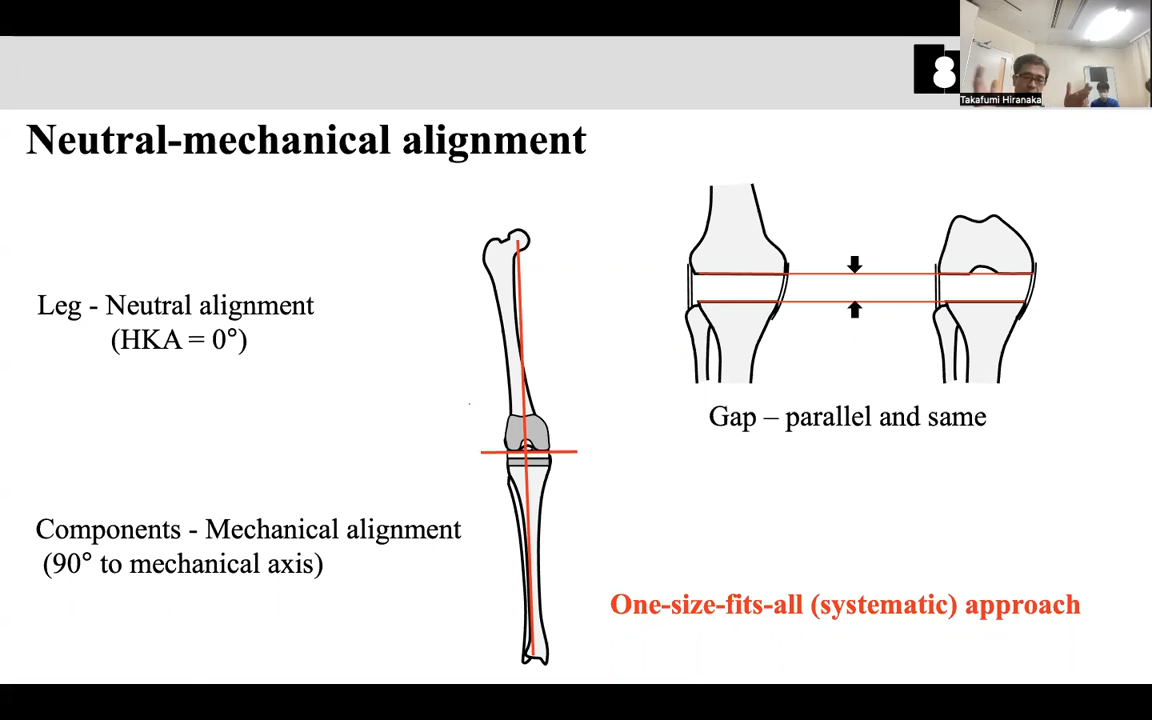 Takafumi Hiranaka
Neutral-mechanical alignment
Leg - Neutral alignment
(HKA = 0°)
Gap – parallel and same
Components - Mechanical alignment
(90° to mechanical axis)
One-size-fits-all (systematic) approach